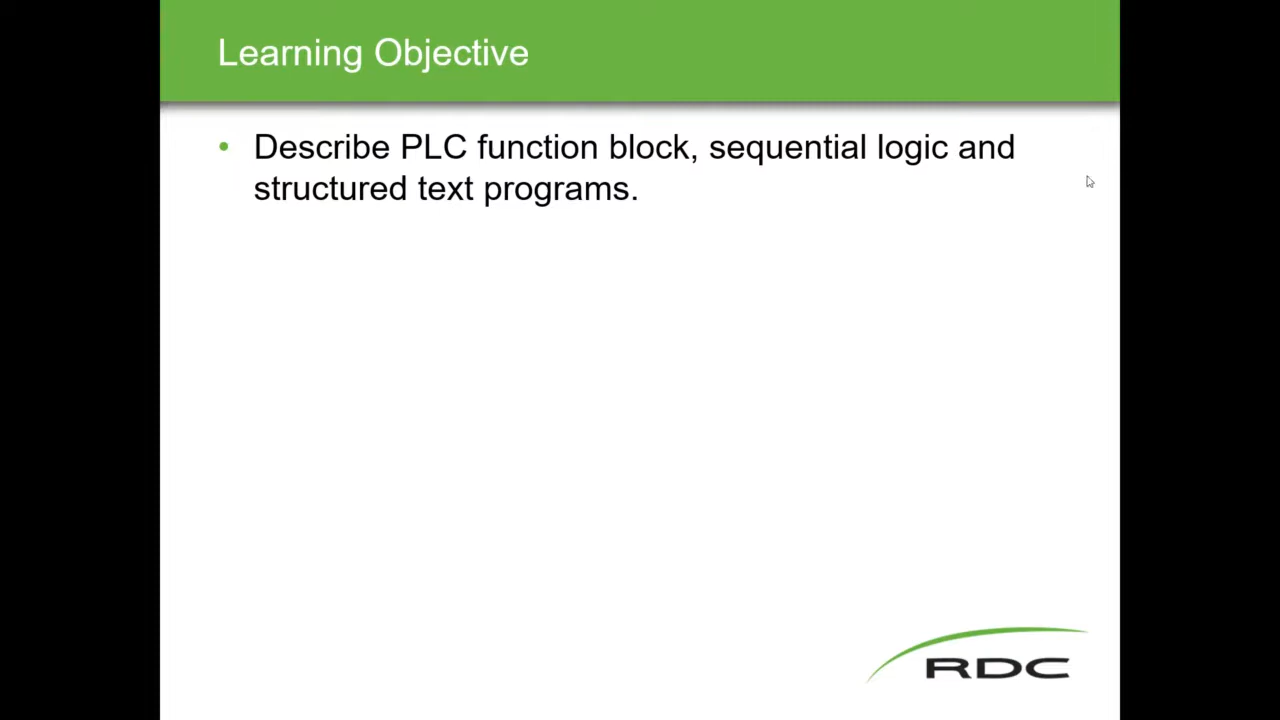 Learning Objective
• Describe PLC function block, sequential logic and
structured text programs.
RDC